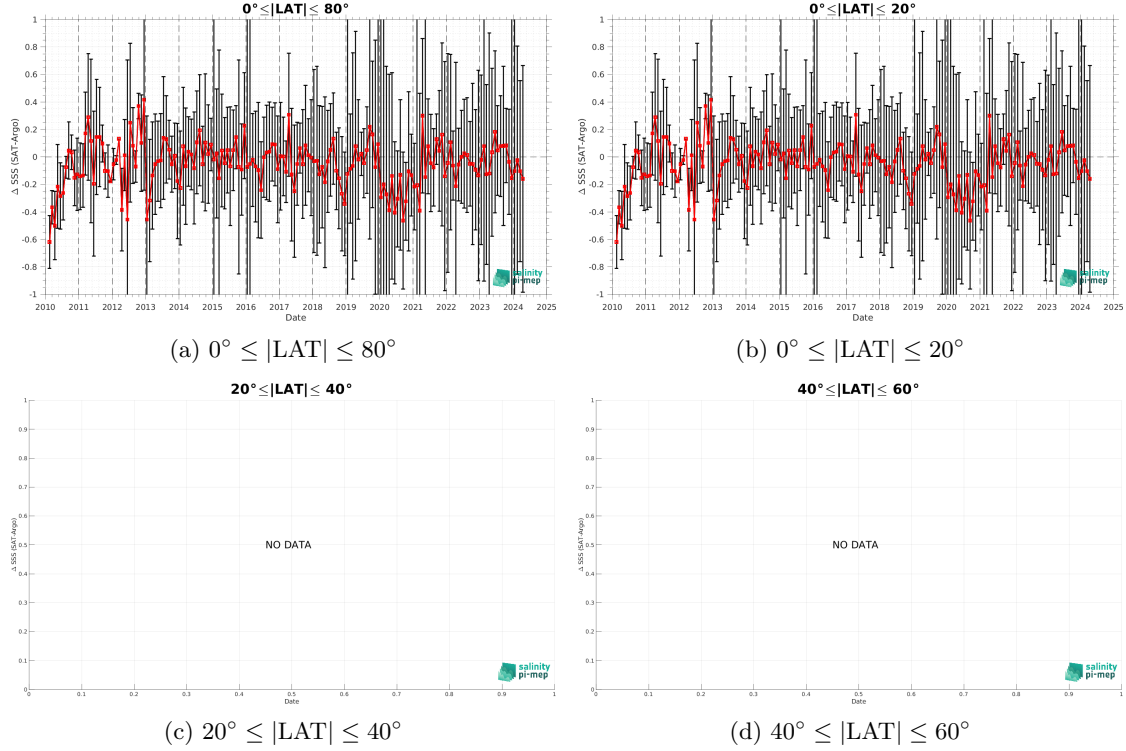 0°≤|LAT|≤ 80°
1
0.8
0.6
0.4
0.2
0
-0.2
-0.4
-0.6
-0.8
-1
Δ SSS (SAT-Argo)
2010 2011 2012 2013 2014 2015 2016 2017 2018 2019 2020 2021 2022 2023 2024 2025
Date
salinity
pi-mep
(a) 0° ≤ |LAT| ≤ 80°
0°≤|LAT|≤ 20°
1
0.8
0.6
0.4
0.2
0
-0.2
-0.4
-0.6
-0.8
-1
Δ SSS (SAT-Argo)
2010 2011 2012 2013 2014 2015 2016 2017 2018 2019 2020 2021 2022 2023 2024 2025
Date
salinity
pi-mep
(b) 0° ≤ |LAT| ≤ 20°
20°≤|LAT|≤ 40°
1
0.9
0.8
0.7
0.6
0.5
0.4
0.3
0.2
0.1
0
Δ SSS (SAT-Argo)
NO DATA
0 0.1 0.2 0.3 0.4 0.5 0.6 0.7 0.8 0.9 1
Date
salinity
pi-mep
(c) 20° ≤ |LAT| ≤ 40°
40°≤|LAT|≤ 60°
1
0.9
0.8
0.7
0.6
0.5
0.4
0.3
0.2
0.1
0
Δ SSS (SAT-Argo)
NO DATA
0 0.1 0.2 0.3 0.4 0.5 0.6 0.7 0.8 0.9 1
Date
salinity
pi-mep
(d) 40° ≤ |LAT| ≤ 60°